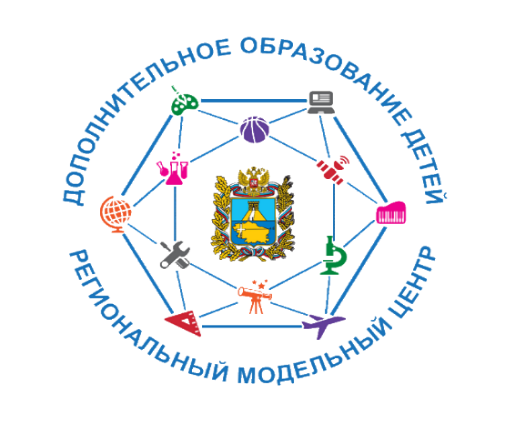 ДОПОЛНИТЕЛЬНОЕ ОБРАЗОВАНИЕ ДЕТЕЙ
РЕГИОНАЛЬНЫЙ МОДЕЛЬНЫЙ ЦЕНТР